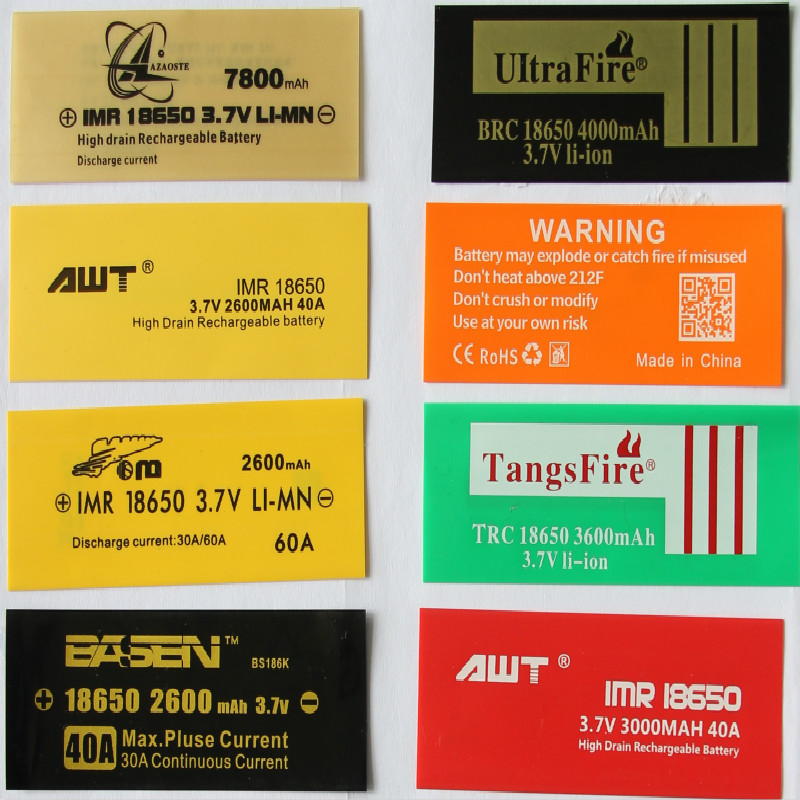 AZAOSTE
7800mAh
⊕ IMR 18650 3.7V LI-MN ⊖
High drain Rechargeable Battery
Discharge current
UltraFire®
BRC 18650 4000mAh
3.7V li-ion
AWT®
IMR 18650
3.7V 2600MAH 40A
High Drain Rechargeable battery
WARNING
Battery may explode or catch fire if misused
Don't heat above 212F
Don't crush or modify
Use at your own risk
CE RoHS
Made in China
2600mAh
⊕ IMR 18650 3.7V LI-MN ⊖
Discharge current:30A/60A
60A
TangsFire®
TRC 18650 3600mAh
3.7V li-ion
BASEN™
BS186K
⊕ 18650 2600 mAh 3.7V ⊖
40A
Max.Pluse Current
30A Continuous Current
AWT®
IMR 18650
3.7V 3000MAH 40A
High Drain Rechargeable Battery